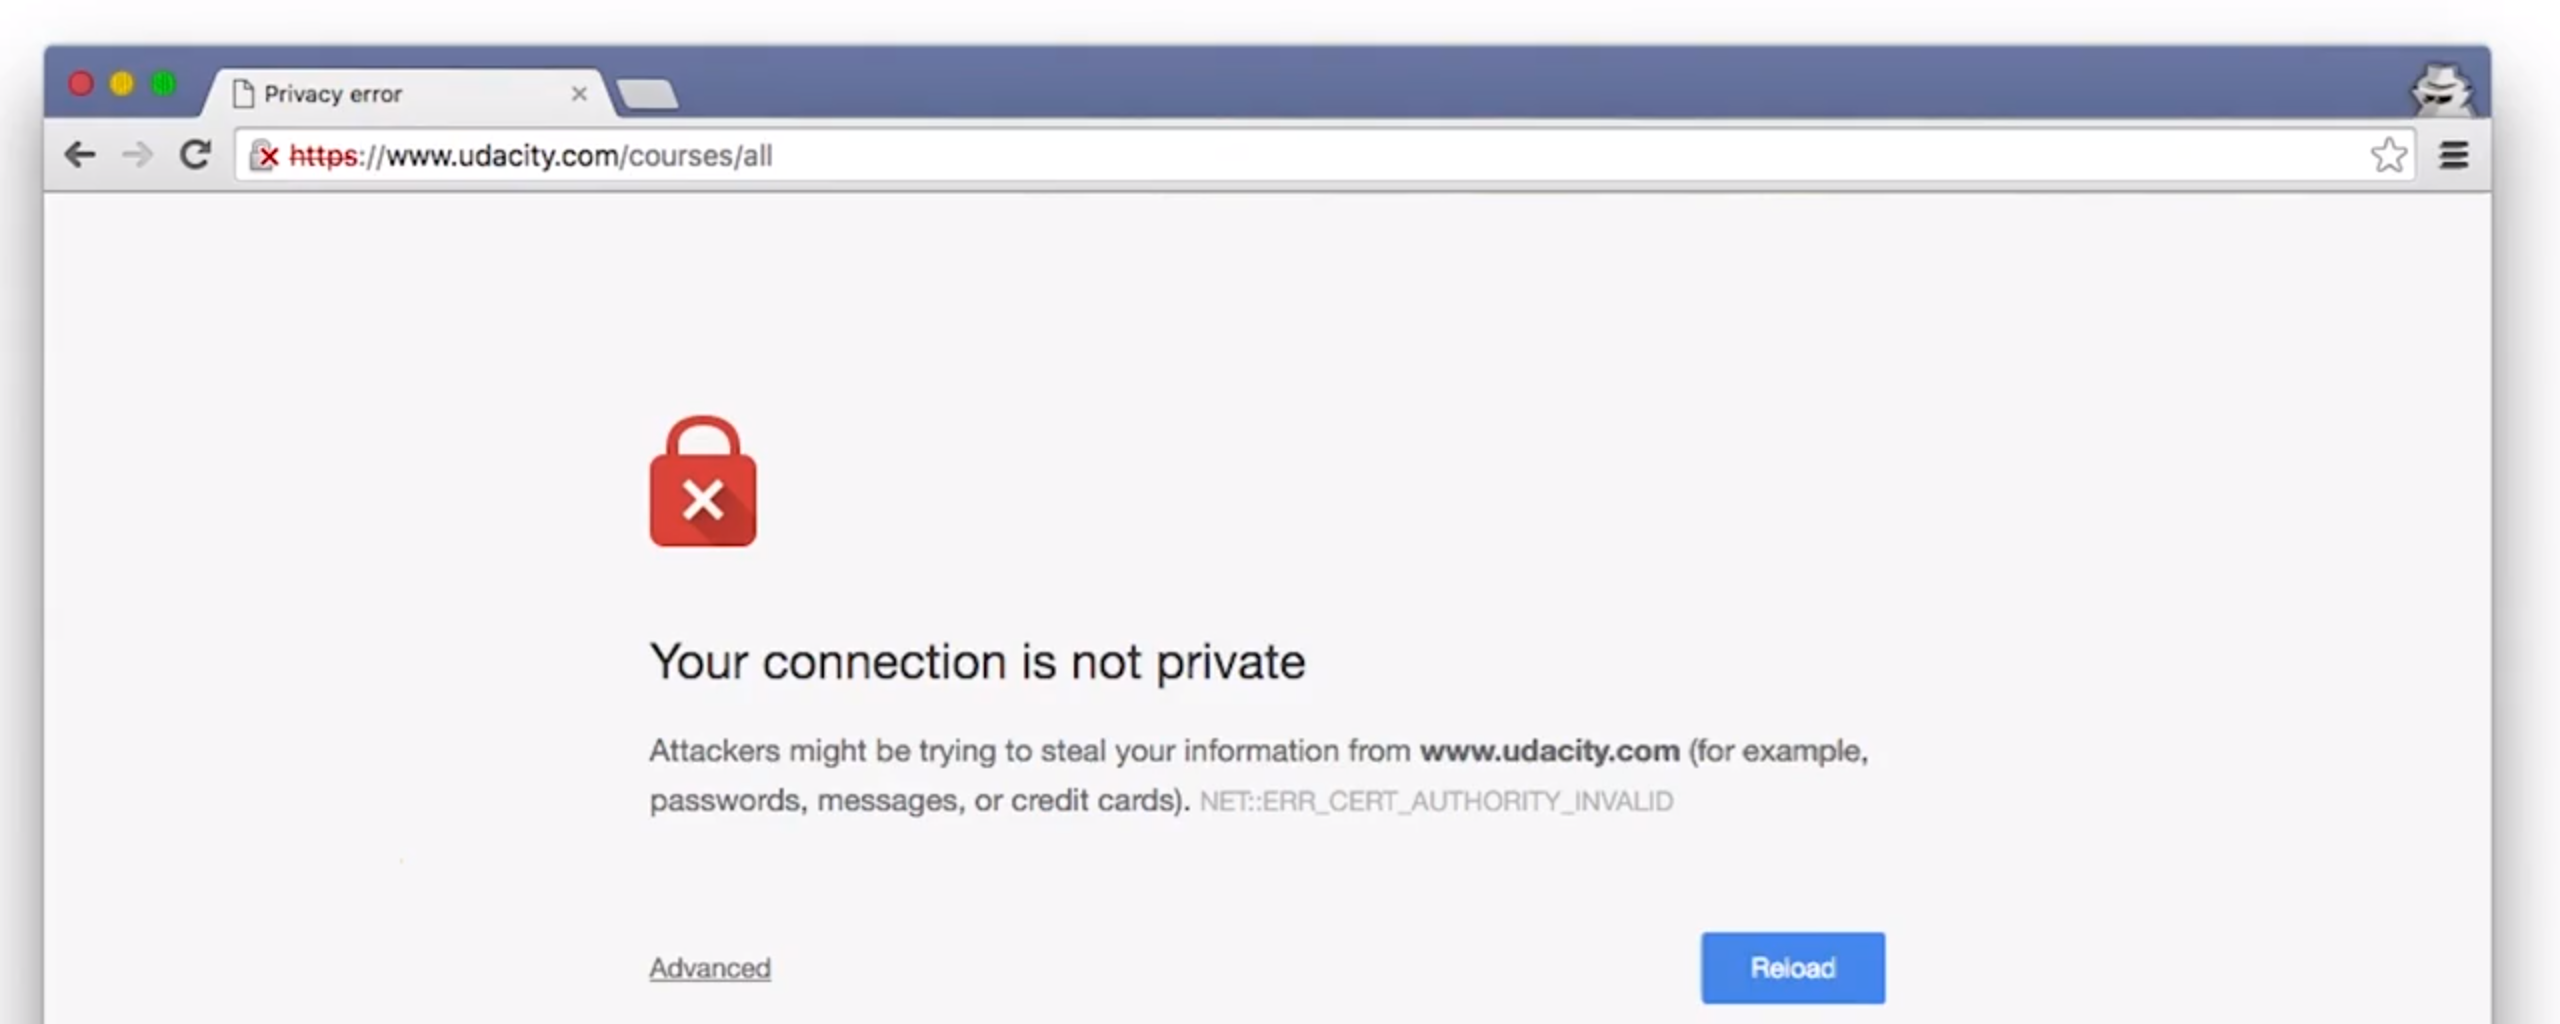 Privacy error
https://www.udacity.com/courses/all
Your connection is not private
Attackers might be trying to steal your information from www.udacity.com (for example,
passwords, messages, or credit cards). NET::ERR_CERT_AUTHORITY_INVALID
Advanced
Reload